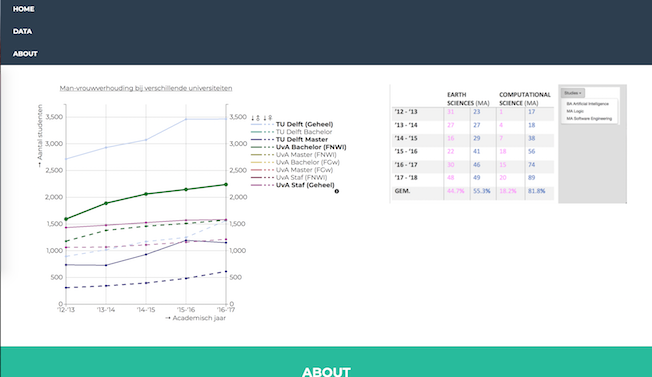 HOME
DATA
ABOUT
Man-vrouwverhouding bij verschillende universiteiten
→ Aantal studenten
3,500 3,500
3,000 3,000
2,500 2,500
2,000 2,000
1,500 1,500
1,000 1,000
500 500
0 0
'12-'13 '13-'14 '14-'15 '15-'16 '16-'17
→ Academisch jaar
TU Delft (Geheel)
TU Delft Bachelor
TU Delft Master
UvA Bachelor (FNWI)
UvA Master (FNWI)
UvA Bachelor (FGw)
UvA Master (FGw)
UvA Staf (FNWI)
UvA Staf (Geheel)
EARTH SCIENCES (MA) COMPUTATIONAL SCIENCE (MA)
'12 - '13 31 23 1 17
'13 - '14 27 27 4 18
'14 - '15 16 29 7 38
'15 - '16 22 41 18 56
'16 - '17 30 46 15 74
'17 - '18 48 49 20 89
GEM. 44.7% 55.3% 18.2% 81.8%
Studies
BA Artificial Intelligence
MA Logic
MA Software Engineering
ABOUT